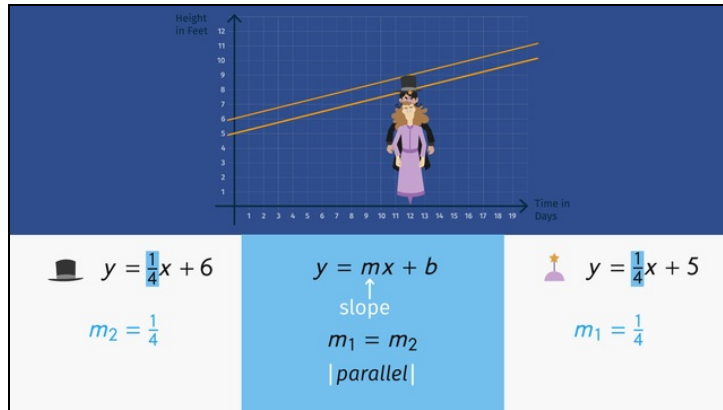 Height
in Feet
12
11
10
9
8
7
6
5
4
3
2
1
1 2 3 4 5 6 7 8 9 10 11 12 13 14 15 16 17 18 19
Time in
Days
y = 1/4x + 6
m₂ = 1/4
y = mx + b
↑
slope
m₁ = m₂
|parallel|
y = 1/4x + 5
m₁ = 1/4